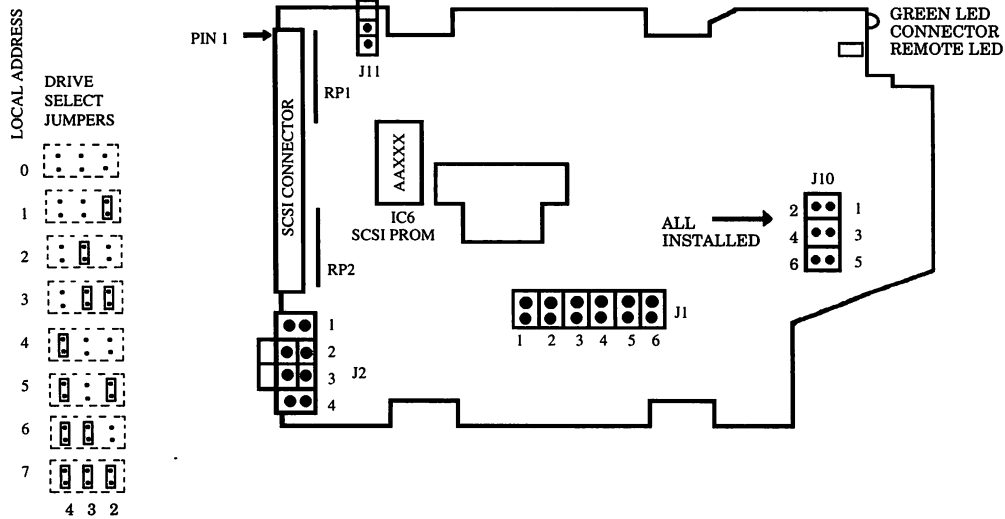 LOCAL ADDRESS
DRIVE
SELECT
JUMPERS
0
1
2
3
4
5
6
7
4 3 2
PIN 1
SCSI CONNECTOR
J11
RP1
RP2
AAXXX
IC6
SCSI PROM
GREEN LED
CONNECTOR
REMOTE LED
J10
ALL
INSTALLED
2 1
4 3
6 5
J1
1 2 3 4 5 6
1
2
3
4
J2